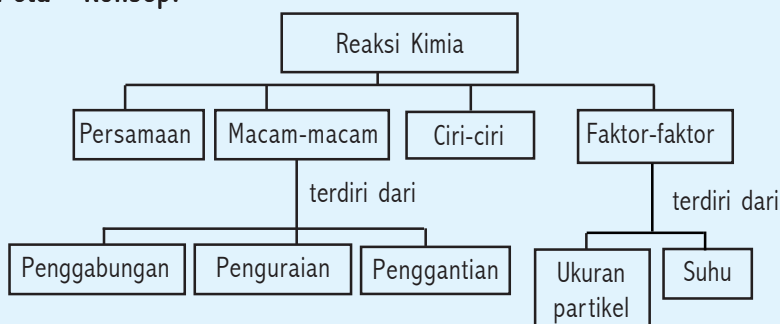 Peta Konsep:
Reaksi Kimia
Persamaan
Macam-macam
Ciri-ciri
Faktor-faktor
terdiri dari
terdiri dari
Penggabungan
Penguraian
Penggantian
Ukuran
partikel
Suhu